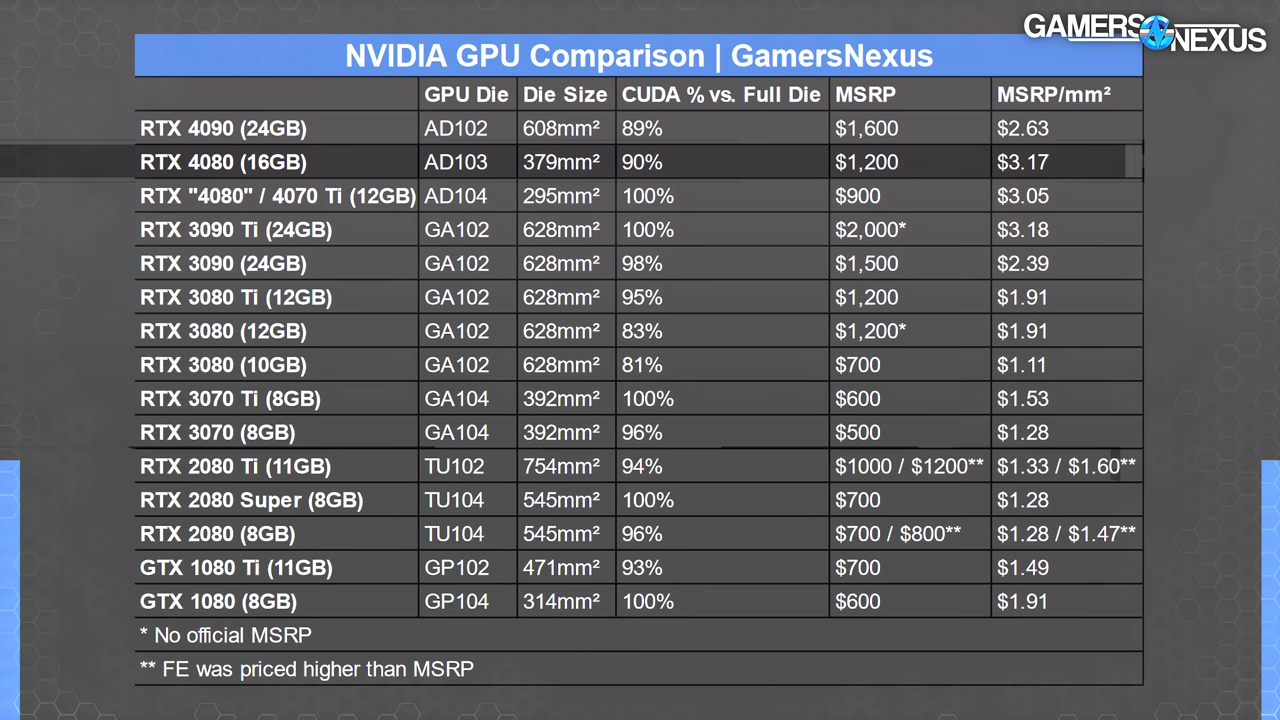 GAMERS NEXUS
NVIDIA GPU Comparison | GamersNexus
GPU Die Die Size CUDA % vs. Full Die MSRP MSRP/mm²
RTX 4090 (24GB) AD102 608mm² 89% $1,600 $2.63
RTX 4080 (16GB) AD103 379mm² 90% $1,200 $3.17
RTX "4080" / 4070 Ti (12GB) AD104 295mm² 100% $900 $3.05
RTX 3090 Ti (24GB) GA102 628mm² 100% $2,000* $3.18
RTX 3090 (24GB) GA102 628mm² 98% $1,500 $2.39
RTX 3080 Ti (12GB) GA102 628mm² 95% $1,200 $1.91
RTX 3080 (12GB) GA102 628mm² 83% $1,200* $1.91
RTX 3080 (10GB) GA102 628mm² 81% $700 $1.11
RTX 3070 Ti (8GB) GA104 392mm² 100% $600 $1.53
RTX 3070 (8GB) GA104 392mm² 96% $500 $1.28
RTX 2080 Ti (11GB) TU102 754mm² 94% $1000 / $1200** $1.33 / $1.60**
RTX 2080 Super (8GB) TU104 545mm² 100% $700 $1.28
RTX 2080 (8GB) TU104 545mm² 96% $700 / $800** $1.28 / $1.47**
GTX 1080 Ti (11GB) GP102 471mm² 93% $700 $1.49
GTX 1080 (8GB) GP104 314mm² 100% $600 $1.91
* No official MSRP
** FE was priced higher than MSRP